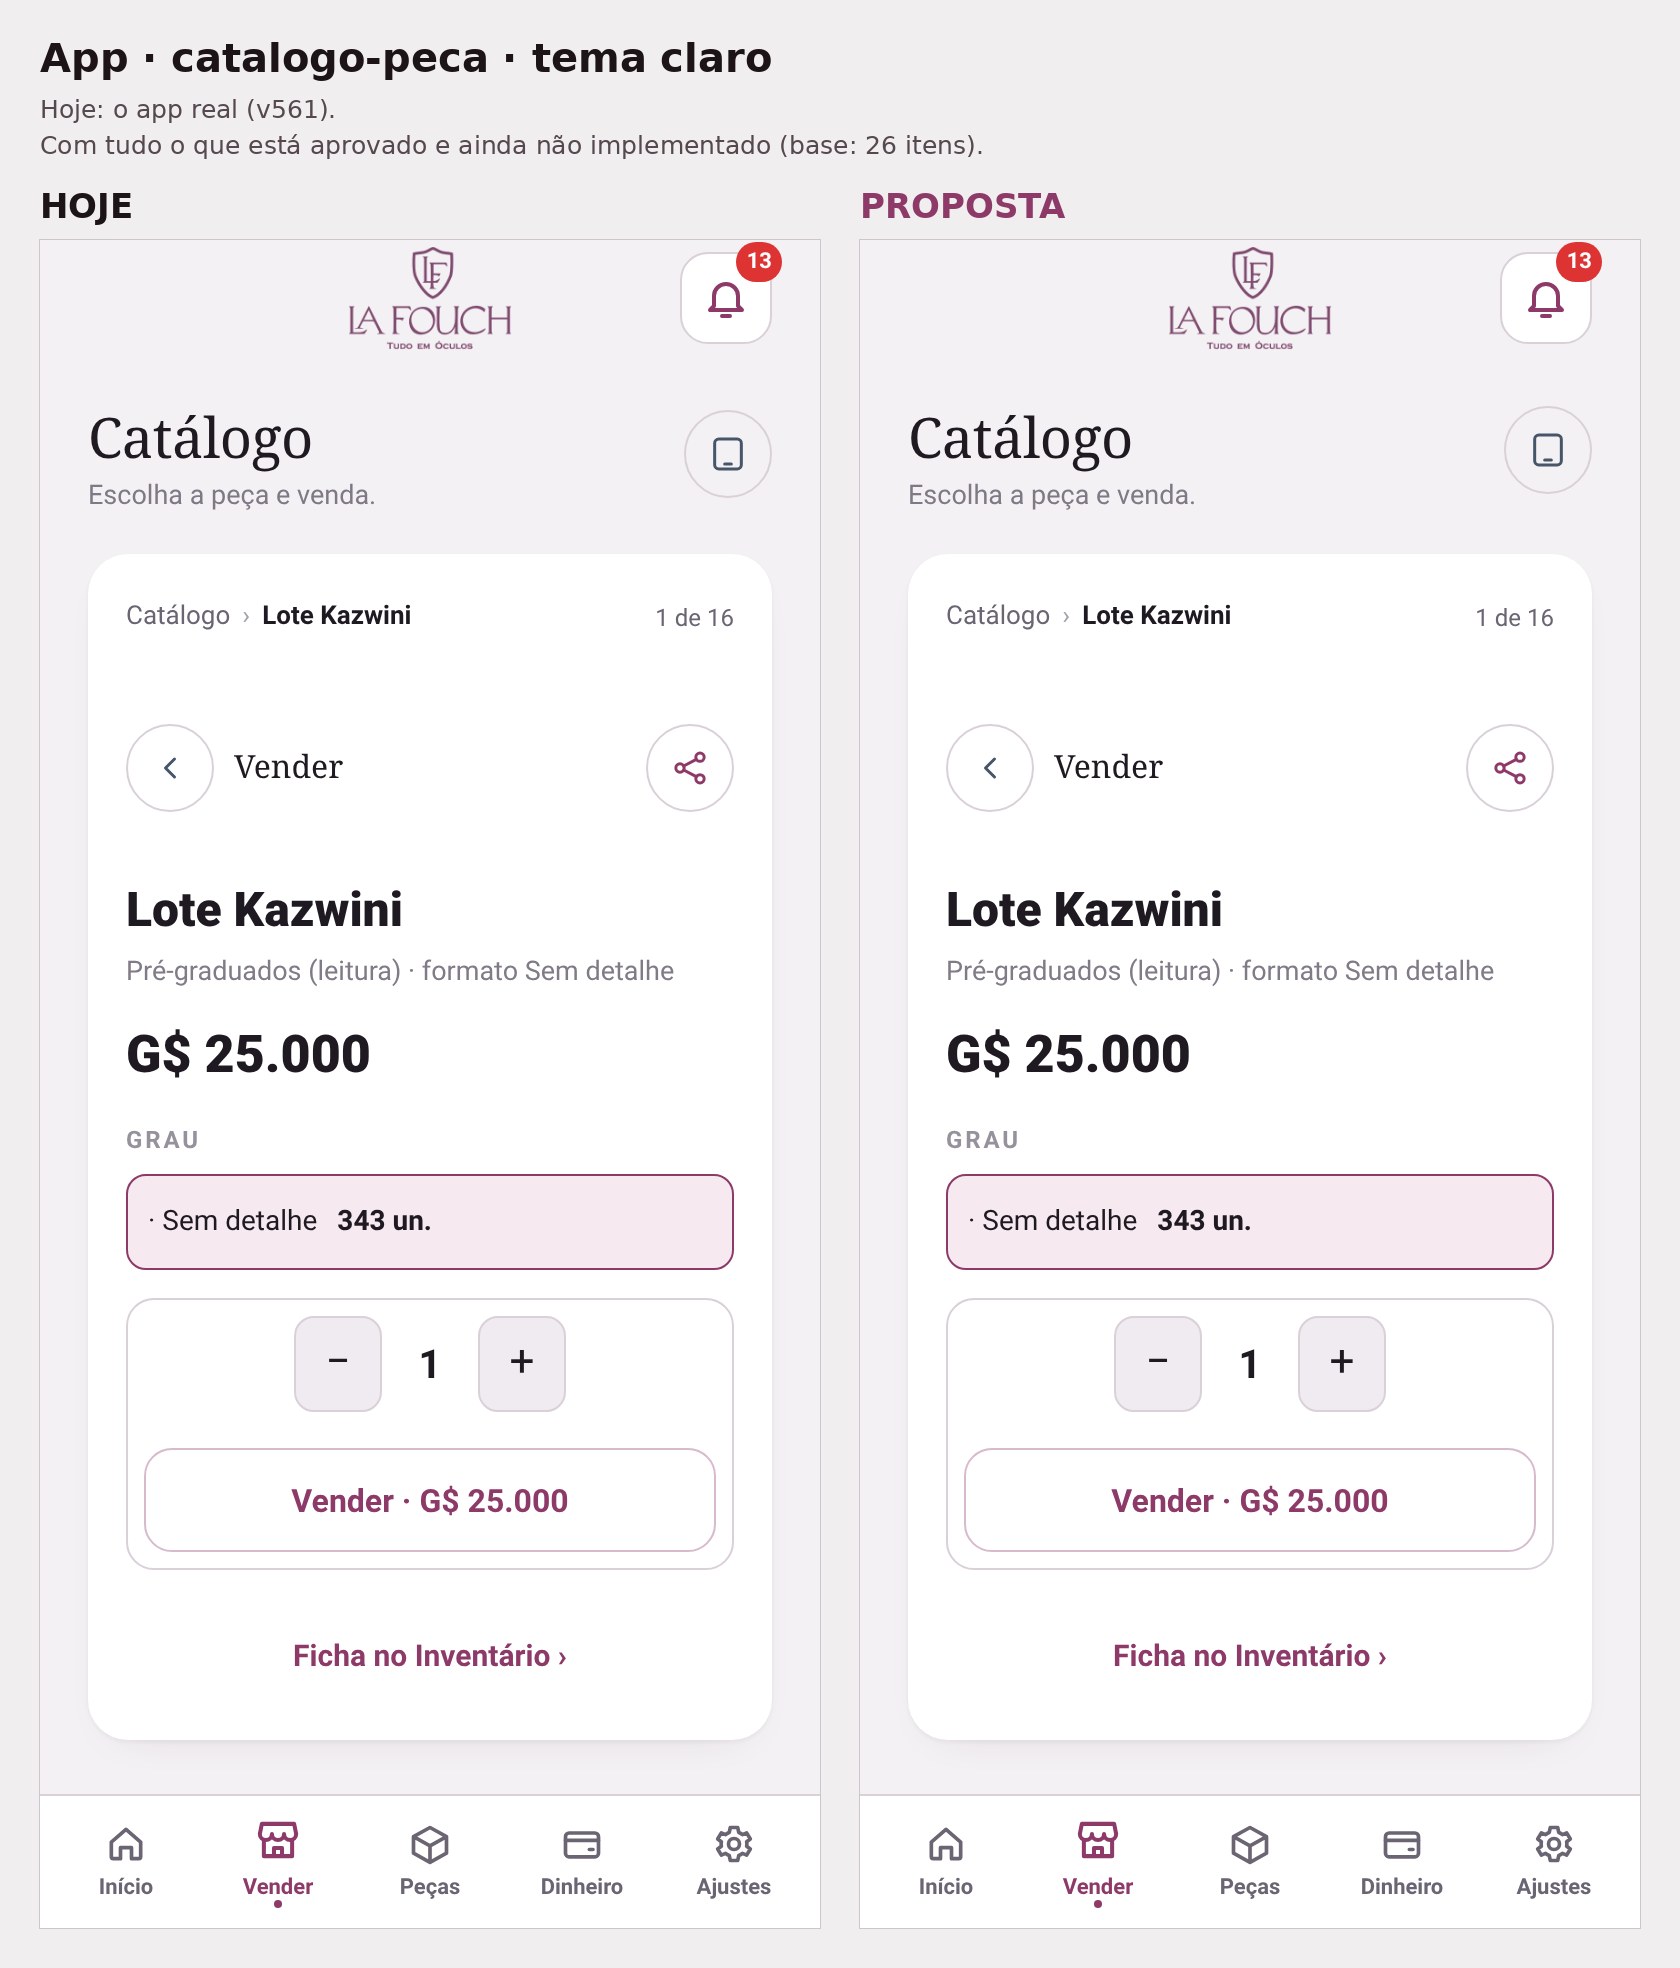 App · catalogo-peca · tema claro
Hoje: o app real (v561).
Com tudo o que está aprovado e ainda não implementado (base: 26 itens).
HOJE
LF
LA FOUCH
TUDO EM ÓCULOS
13
Catálogo
Escolha a peça e venda.
Catálogo › Lote Kazwini 1 de 16
Vender
Lote Kazwini
Pré-graduados (leitura) · formato Sem detalhe
G$ 25.000
GRAU
· Sem detalhe 343 un.
− 1 +
Vender · G$ 25.000
Ficha no Inventário ›
Início Vender Peças Dinheiro Ajustes
PROPOSTA
LF
LA FOUCH
TUDO EM ÓCULOS
13
Catálogo
Escolha a peça e venda.
Catálogo › Lote Kazwini 1 de 16
Vender
Lote Kazwini
Pré-graduados (leitura) · formato Sem detalhe
G$ 25.000
GRAU
· Sem detalhe 343 un.
− 1 +
Vender · G$ 25.000
Ficha no Inventário ›
Início Vender Peças Dinheiro Ajustes